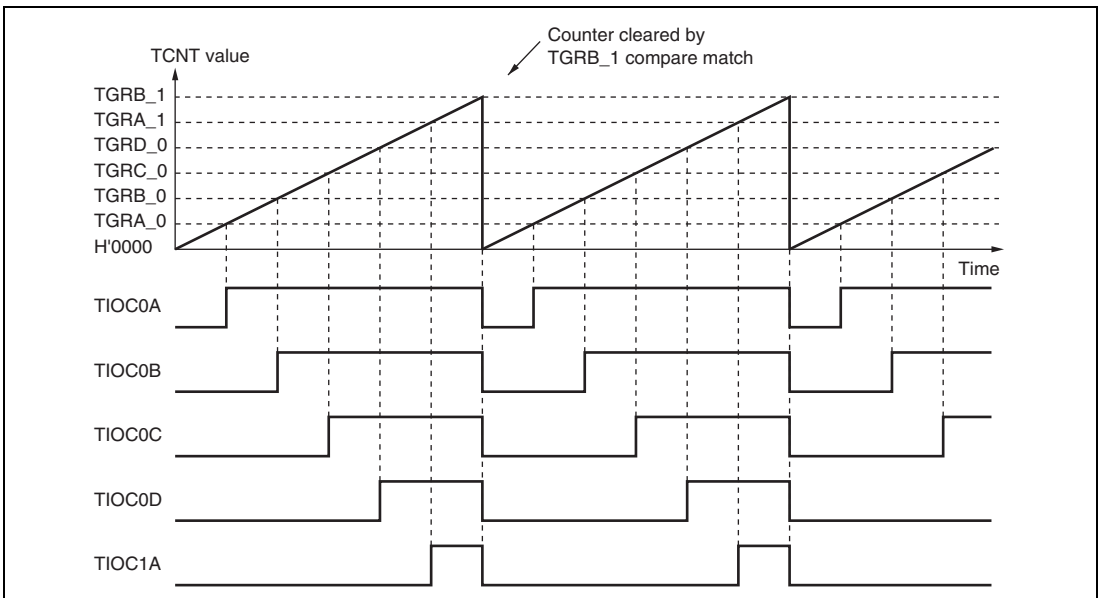 Counter cleared by
TGRB_1 compare match
TCNT value
TGRB_1
TGRA_1
TGRD_0
TGRC_0
TGRB_0
TGRA_0
H'0000
Time
TIOC0A
TIOC0B
TIOC0C
TIOC0D
TIOC1A